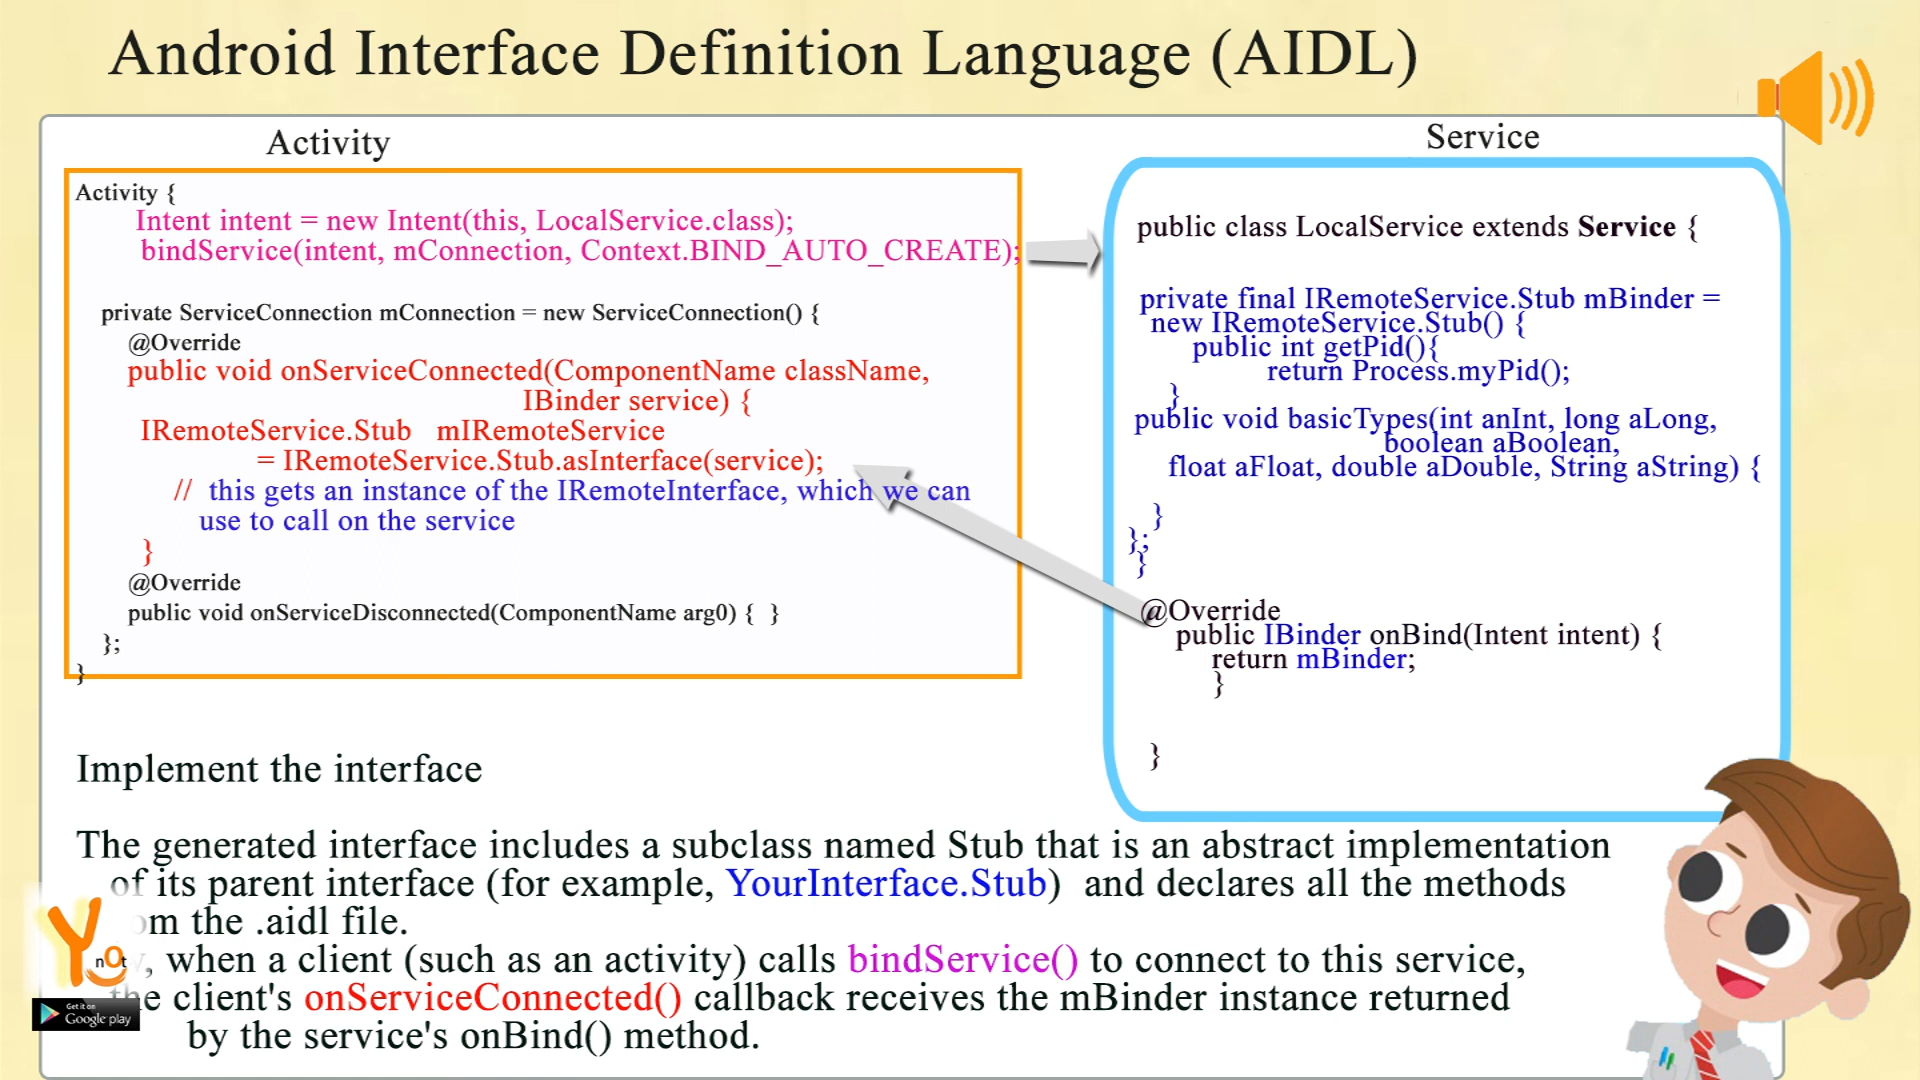 Android Interface Definition Language (AIDL)
Activity
Activity {
Intent intent = new Intent(this, LocalService.class);
bindService(intent, mConnection, Context.BIND_AUTO_CREATE);
private ServiceConnection mConnection = new ServiceConnection() {
@Override
public void onServiceConnected(ComponentName className,
IBinder service) {
IRemoteService.Stub mIRemoteService
= IRemoteService.Stub.asInterface(service);
// this gets an instance of the IRemoteInterface, which we can
use to call on the service
}
@Override
public void onServiceDisconnected(ComponentName arg0) { }
};
}
Service
public class LocalService extends Service {
private final IRemoteService.Stub mBinder =
new IRemoteService.Stub() {
public int getPid(){
return Process.myPid();
}
public void basicTypes(int anInt, long aLong,
boolean aBoolean,
float aFloat, double aDouble, String aString) {
}
};
}
@Override
public IBinder onBind(Intent intent) {
return mBinder;
}
}
Implement the interface
The generated interface includes a subclass named Stub that is an abstract implementation
of its parent interface (for example, YourInterface.Stub) and declares all the methods
om the .aidl file.
, when a client (such as an activity) calls bindService() to connect to this service,
the client's onServiceConnected() callback receives the mBinder instance returned
by the service's onBind() method.
Y nOt
Get it on
Google play